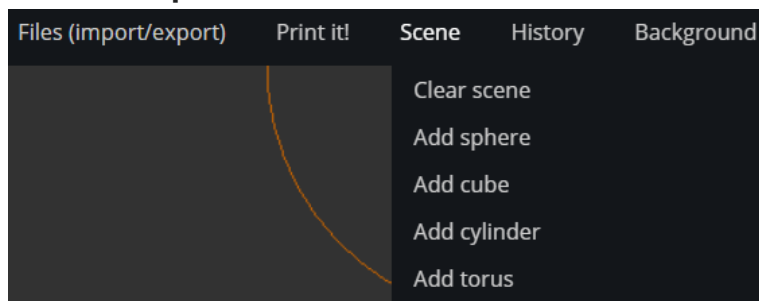 Files (import/export) Print it! Scene History Background
Clear scene
Add sphere
Add cube
Add cylinder
Add torus